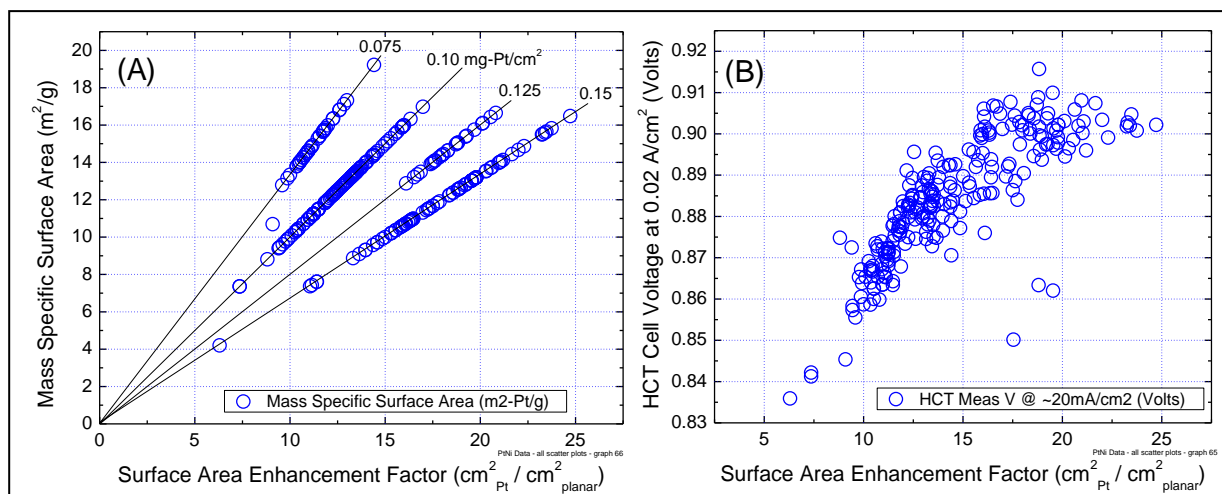 (A)
0.075
0.10 mg-Pt/cm²
0.125
0.15
Mass Specific Surface Area (m²/g)
20
18
16
14
12
10
8
6
4
2
0
Mass Specific Surface Area (m2-Pt/g)
0 5 10 15 20 25
PtNi Data - all scatter plots - graph 66
Surface Area Enhancement Factor (cm²Pt / cm²planar)
(B)
HCT Cell Voltage at 0.02 A/cm² (Volts)
0.92
0.91
0.90
0.89
0.88
0.87
0.86
0.85
0.84
0.83
HCT Meas V @ ~20mA/cm2 (Volts)
5 10 15 20 25
PtNi Data - all scatter plots - graph 65
Surface Area Enhancement Factor (cm²Pt / cm²planar)